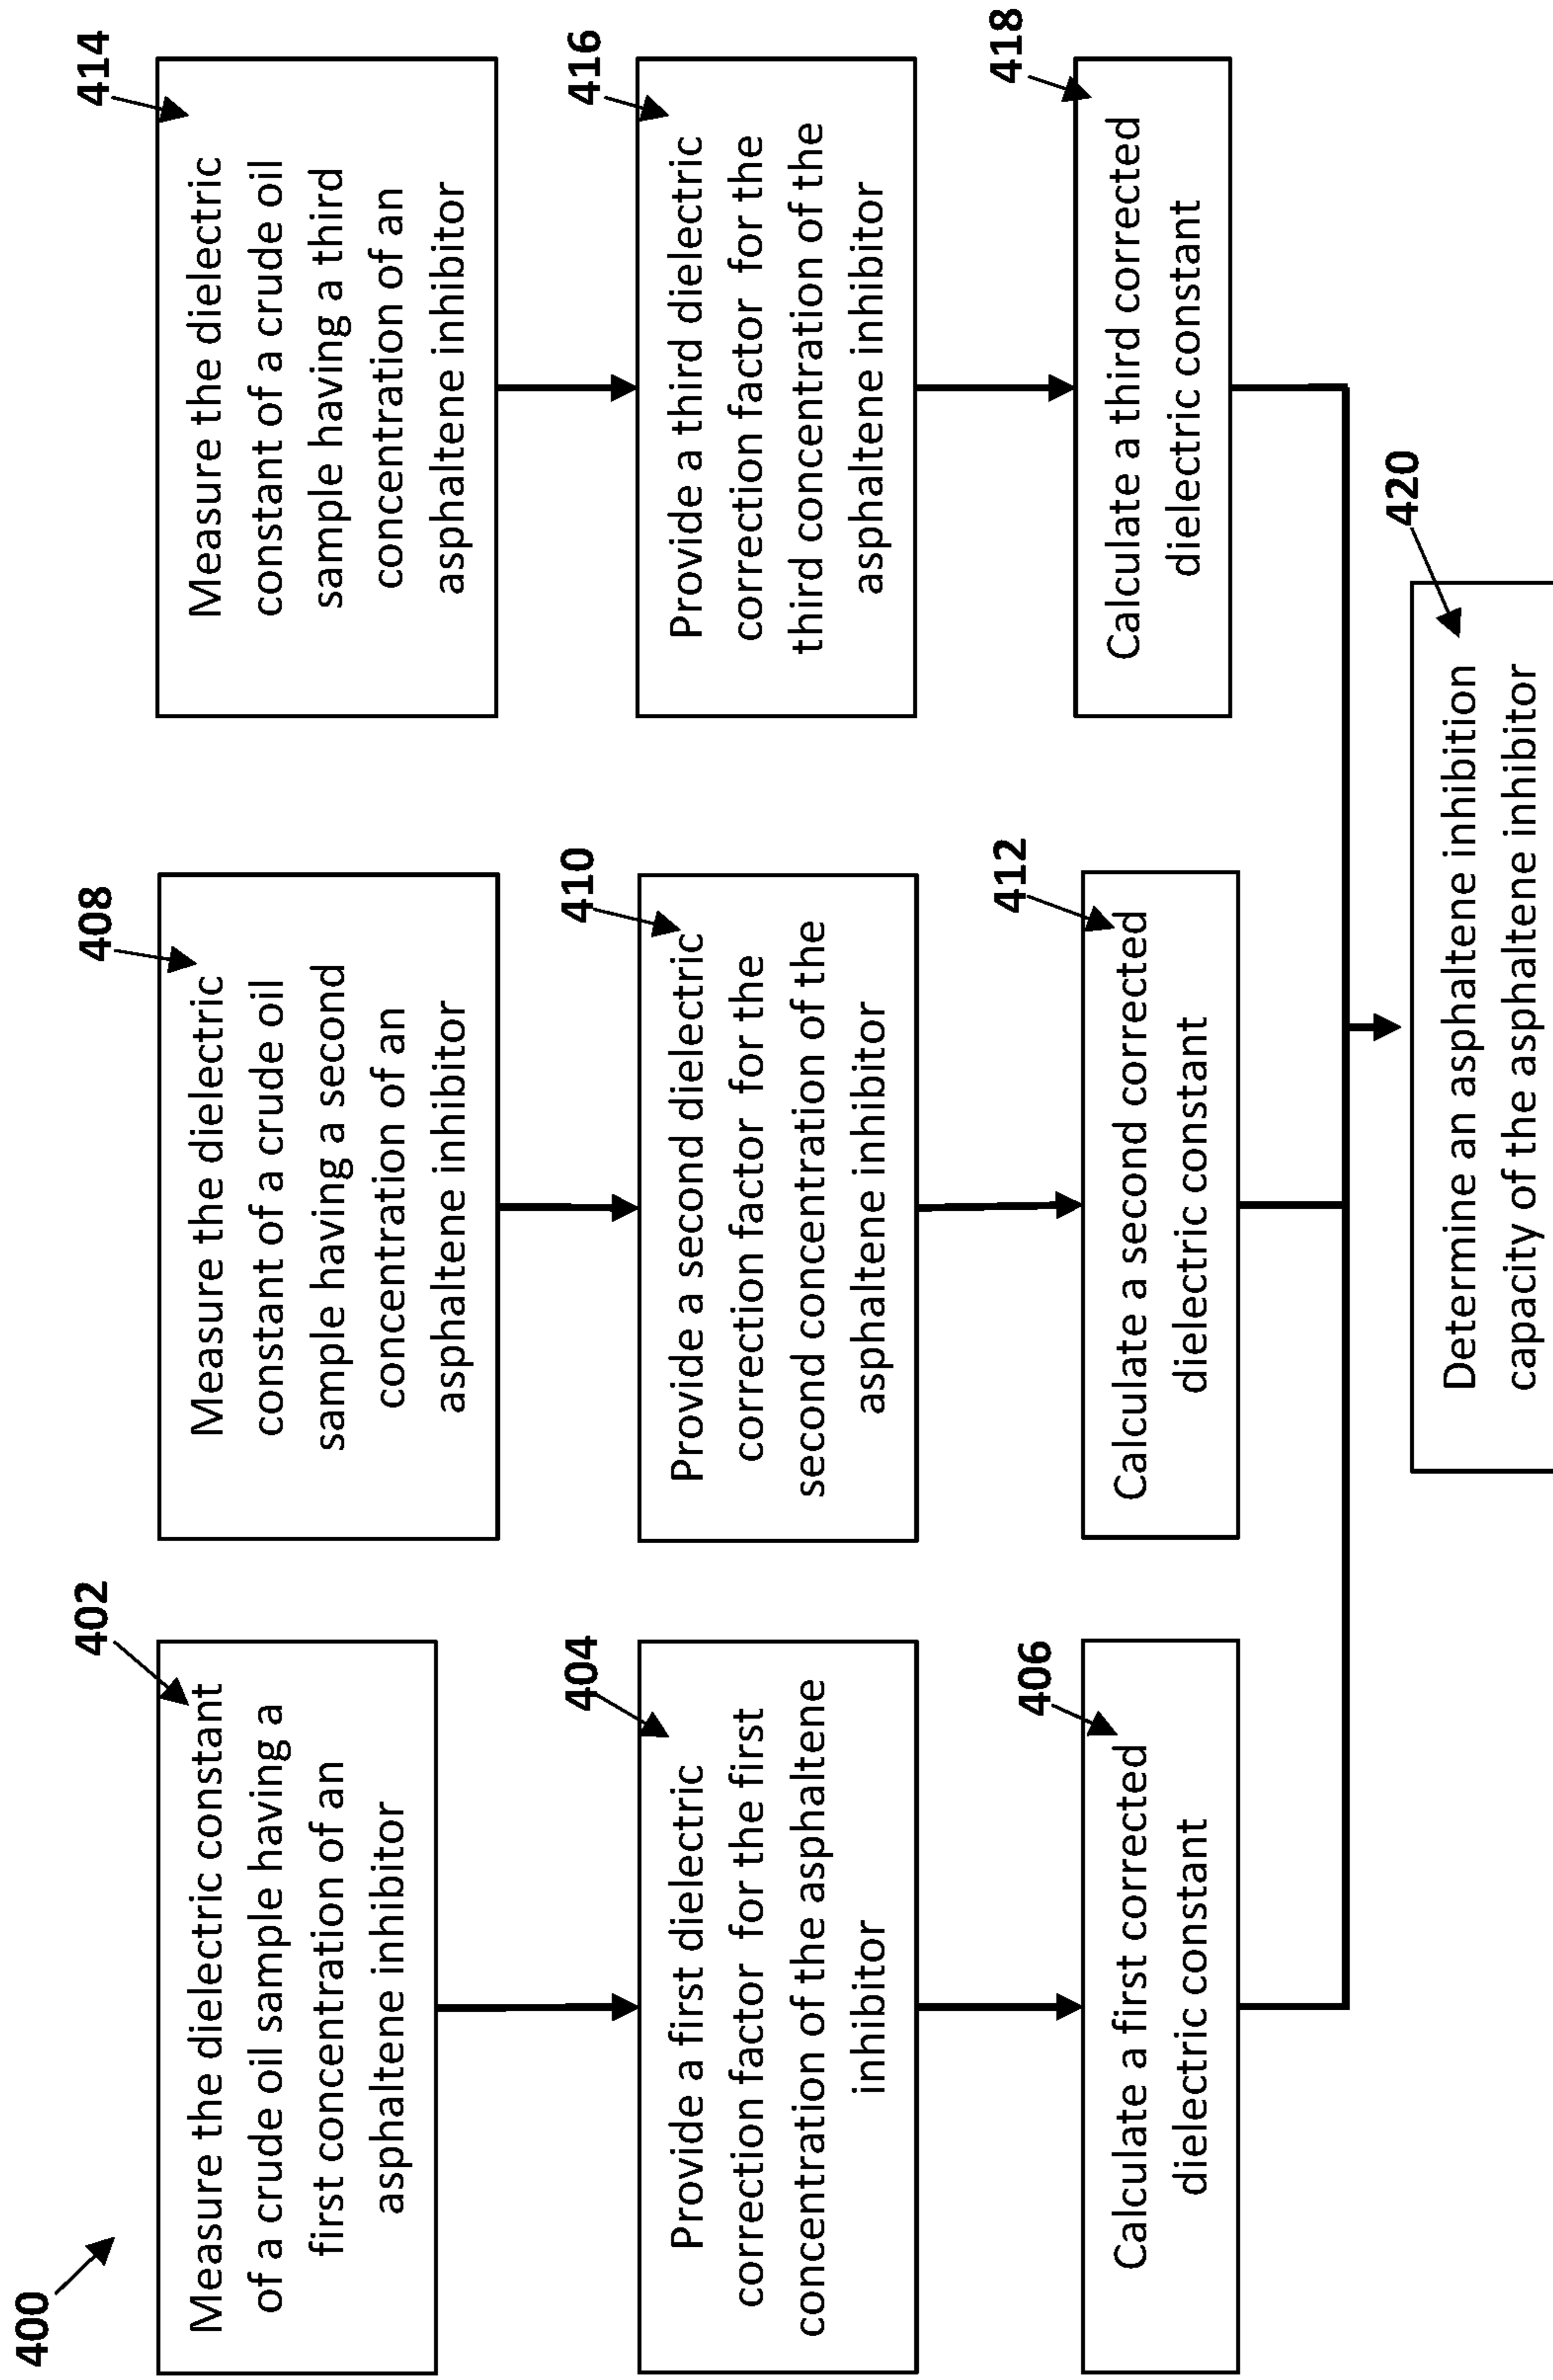 400
402
Measure the dielectric constant
of a crude oil sample having a
first concentration of an
asphaltene inhibitor
404
Provide a first dielectric
correction factor for the first
concentration of the asphaltene
inhibitor
406
Calculate a first corrected
dielectric constant
408
Measure the dielectric
constant of a crude oil
sample having a second
concentration of an
asphaltene inhibitor
410
Provide a second dielectric
correction factor for the
second concentration of the
asphaltene inhibitor
412
Calculate a second corrected
dielectric constant
414
Measure the dielectric
constant of a crude oil
sample having a third
concentration of an
asphaltene inhibitor
416
Provide a third dielectric
correction factor for the
third concentration of the
asphaltene inhibitor
418
Calculate a third corrected
dielectric constant
420
Determine an asphaltene inhibition
capacity of the asphaltene inhibitor